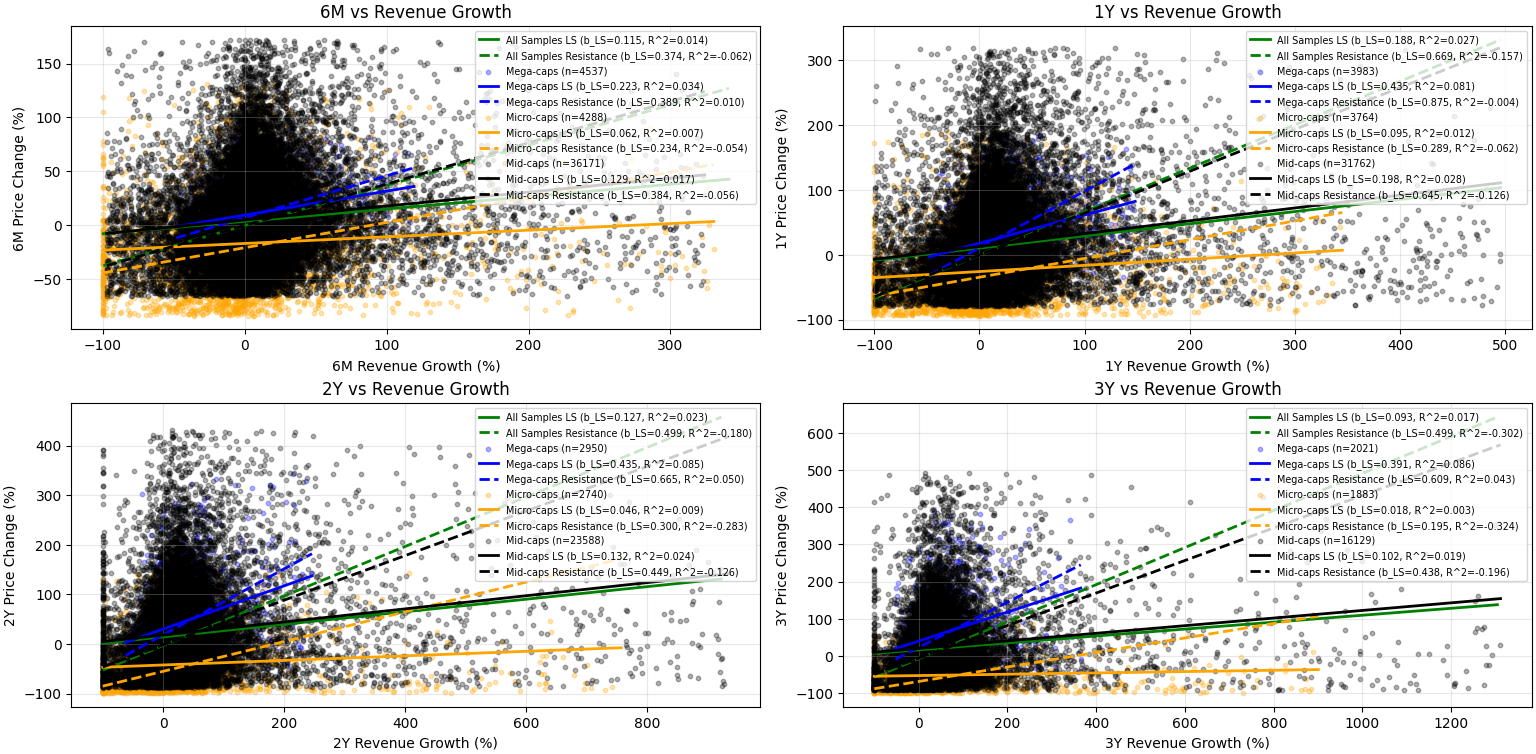 6M vs Revenue Growth
6M Price Change (%)
150
100
50
0
−50
All Samples LS (b_LS=0.115, R^2=0.014)
All Samples Resistance (b_LS=0.374, R^2=-0.062)
Mega-caps (n=4537)
Mega-caps LS (b_LS=0.223, R^2=0.034)
Mega-caps Resistance (b_LS=0.389, R^2=0.010)
Micro-caps (n=4288)
Micro-caps LS (b_LS=0.062, R^2=0.007)
Micro-caps Resistance (b_LS=0.234, R^2=-0.054)
Mid-caps (n=36171)
Mid-caps LS (b_LS=0.129, R^2=0.017)
Mid-caps Resistance (b_LS=0.384, R^2=-0.056)
−100 0 100 200 300
6M Revenue Growth (%)
1Y vs Revenue Growth
1Y Price Change (%)
300
200
100
0
−100
All Samples LS (b_LS=0.188, R^2=0.027)
All Samples Resistance (b_LS=0.669, R^2=-0.157)
Mega-caps (n=3983)
Mega-caps LS (b_LS=0.435, R^2=0.081)
Mega-caps Resistance (b_LS=0.875, R^2=-0.004)
Micro-caps (n=3764)
Micro-caps LS (b_LS=0.095, R^2=0.012)
Micro-caps Resistance (b_LS=0.289, R^2=-0.062)
Mid-caps (n=31762)
Mid-caps LS (b_LS=0.198, R^2=0.028)
Mid-caps Resistance (b_LS=0.645, R^2=-0.126)
−100 0 100 200 300 400 500
1Y Revenue Growth (%)
2Y vs Revenue Growth
2Y Price Change (%)
400
300
200
100
0
−100
All Samples LS (b_LS=0.127, R^2=0.023)
All Samples Resistance (b_LS=0.499, R^2=-0.180)
Mega-caps (n=2950)
Mega-caps LS (b_LS=0.435, R^2=0.085)
Mega-caps Resistance (b_LS=0.665, R^2=0.050)
Micro-caps (n=2740)
Micro-caps LS (b_LS=0.046, R^2=0.009)
Micro-caps Resistance (b_LS=0.300, R^2=-0.283)
Mid-caps (n=23588)
Mid-caps LS (b_LS=0.132, R^2=0.024)
Mid-caps Resistance (b_LS=0.449, R^2=-0.126)
0 200 400 600 800
2Y Revenue Growth (%)
3Y vs Revenue Growth
3Y Price Change (%)
600
500
400
300
200
100
0
−100
All Samples LS (b_LS=0.093, R^2=0.017)
All Samples Resistance (b_LS=0.499, R^2=-0.302)
Mega-caps (n=2021)
Mega-caps LS (b_LS=0.391, R^2=0.086)
Mega-caps Resistance (b_LS=0.609, R^2=0.043)
Micro-caps (n=1883)
Micro-caps LS (b_LS=0.018, R^2=0.003)
Micro-caps Resistance (b_LS=0.195, R^2=-0.324)
Mid-caps (n=16129)
Mid-caps LS (b_LS=0.102, R^2=0.019)
Mid-caps Resistance (b_LS=0.438, R^2=-0.196)
0 200 400 600 800 1000 1200
3Y Revenue Growth (%)